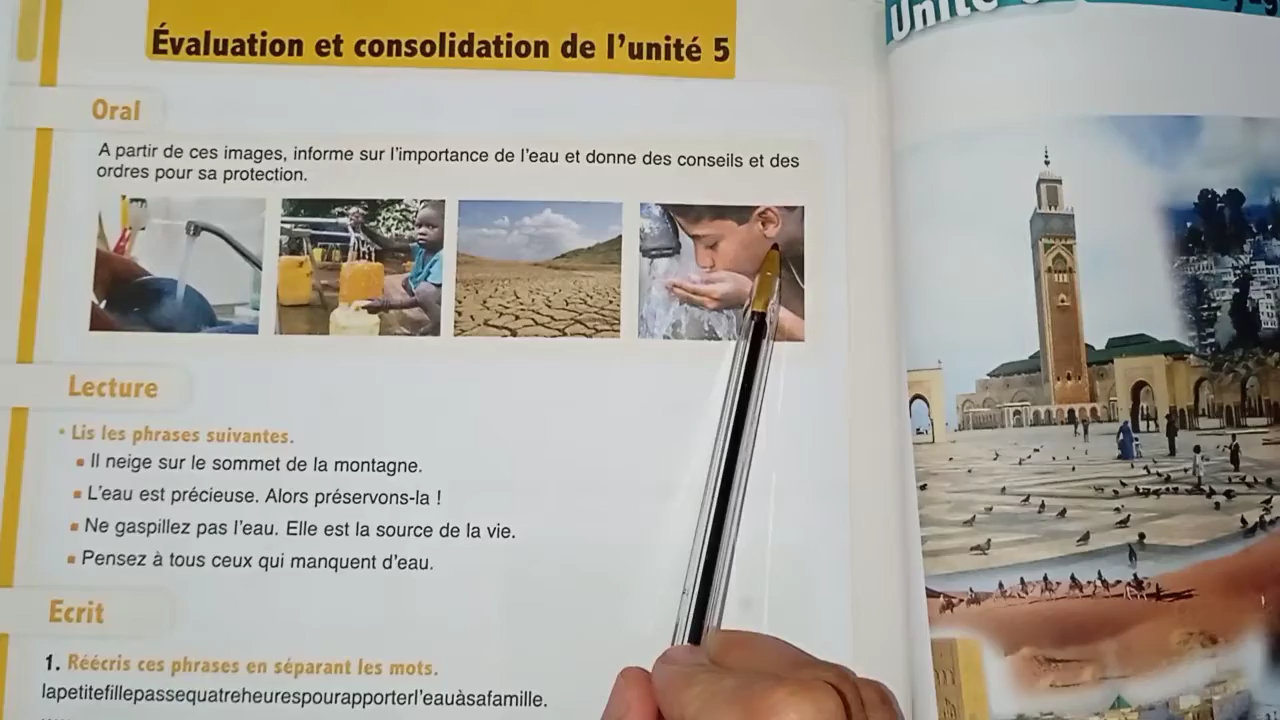 Évaluation et consolidation de l'unité 5
Oral
A partir de ces images, informe sur l'importance de l'eau et donne des conseils et des
ordres pour sa protection.
Lecture
• Lis les phrases suivantes.
▪ Il neige sur le sommet de la montagne.
▪ L'eau est précieuse. Alors préservons-la !
▪ Ne gaspillez pas l'eau. Elle est la source de la vie.
▪ Pensez à tous ceux qui manquent d'eau.
Ecrit
1. Réécris ces phrases en séparant les mots.
lapetitefillepassequatreheurespourapporterl'eauàsafamille.
Unité